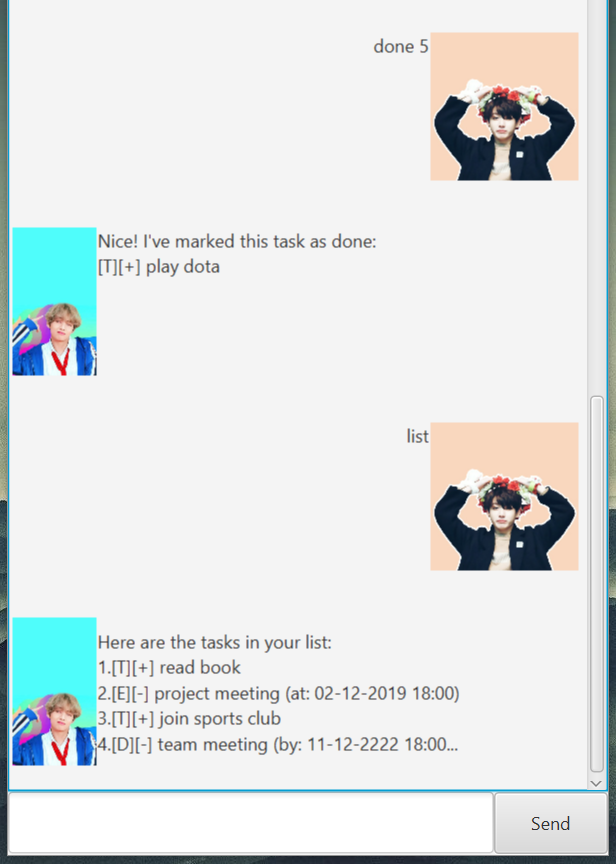 done 5
Nice! I've marked this task as done:
[T][+] play dota
list
Here are the tasks in your list:
1.[T][+] read book
2.[E][-] project meeting (at: 02-12-2019 18:00)
3.[T][+] join sports club
4.[D][-] team meeting (by: 11-12-2222 18:00...
Send